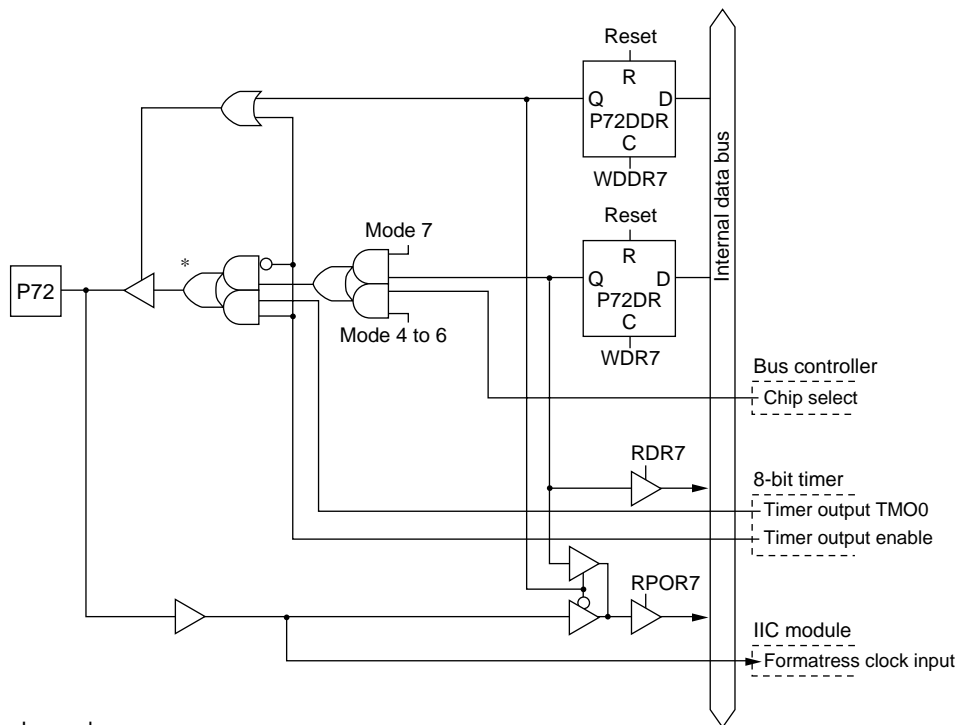 Reset
R
Q D
P72DDR
C
WDDR7
Internal data bus
Reset
R
Q D
P72DR
C
WDR7
Mode 7
*
P72
Mode 4 to 6
Bus controller
Chip select
RDR7
8-bit timer
Timer output TMO0
Timer output enable
RPOR7
IIC module
Formatress clock input